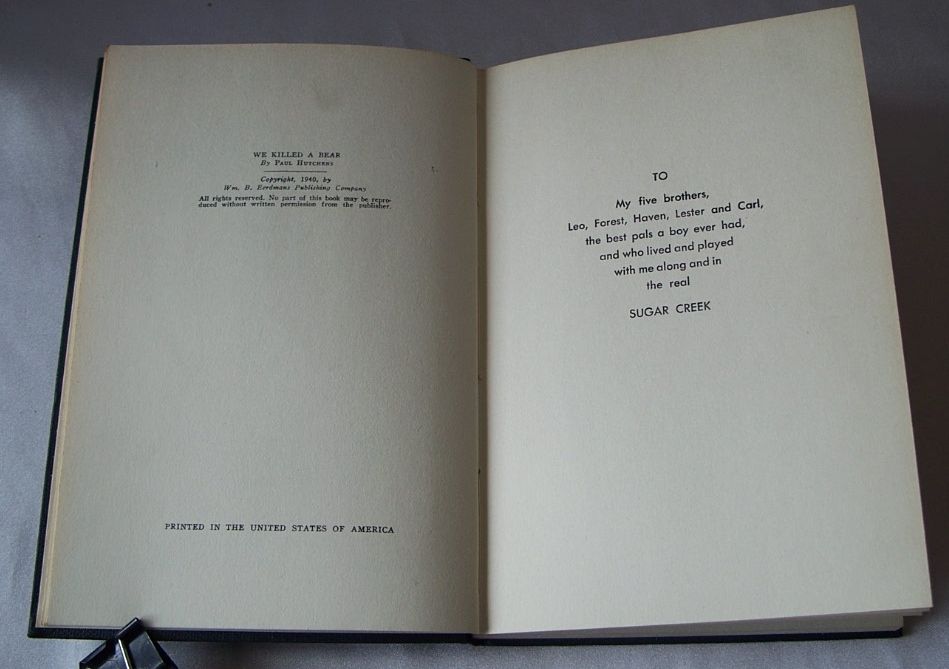 WE KILLED A BEAR
By Paul Hutchens
Copyright, 1940, by
Wm. B. Eerdmans Publishing Company
All rights reserved. No part of this book may be repro-
duced without written permission from the publisher.
PRINTED IN THE UNITED STATES OF AMERICA
TO
My five brothers,
Leo, Forest, Haven, Lester and Carl,
the best pals a boy ever had,
and who lived and played
with me along and in
the real
SUGAR CREEK